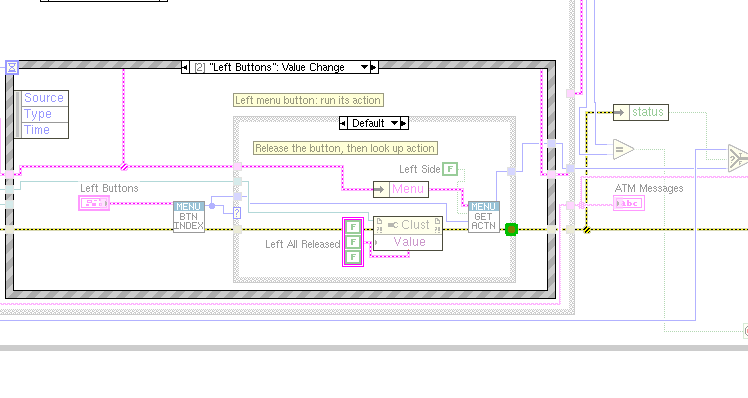 [2] "Left Buttons": Value Change
Source
Type
Time
Left menu button: run its action
Default
status
Release the button, then look up action
=
Left Side
F
Menu
Left Buttons
ATM Messages
abc
MENU
BTN
INDEX
?
MENU
GET
ACTN
F
F
F
Left All Released
Clust
Value
?!
?!